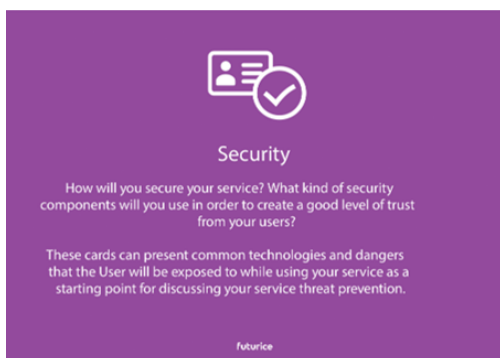 Security
How will you secure your service? What kind of security
components will you use in order to create a good level of trust
from your users?
These cards can present common technologies and dangers
that the User will be exposed to while using your service as a
starting point for discussing your service threat prevention.
futurice